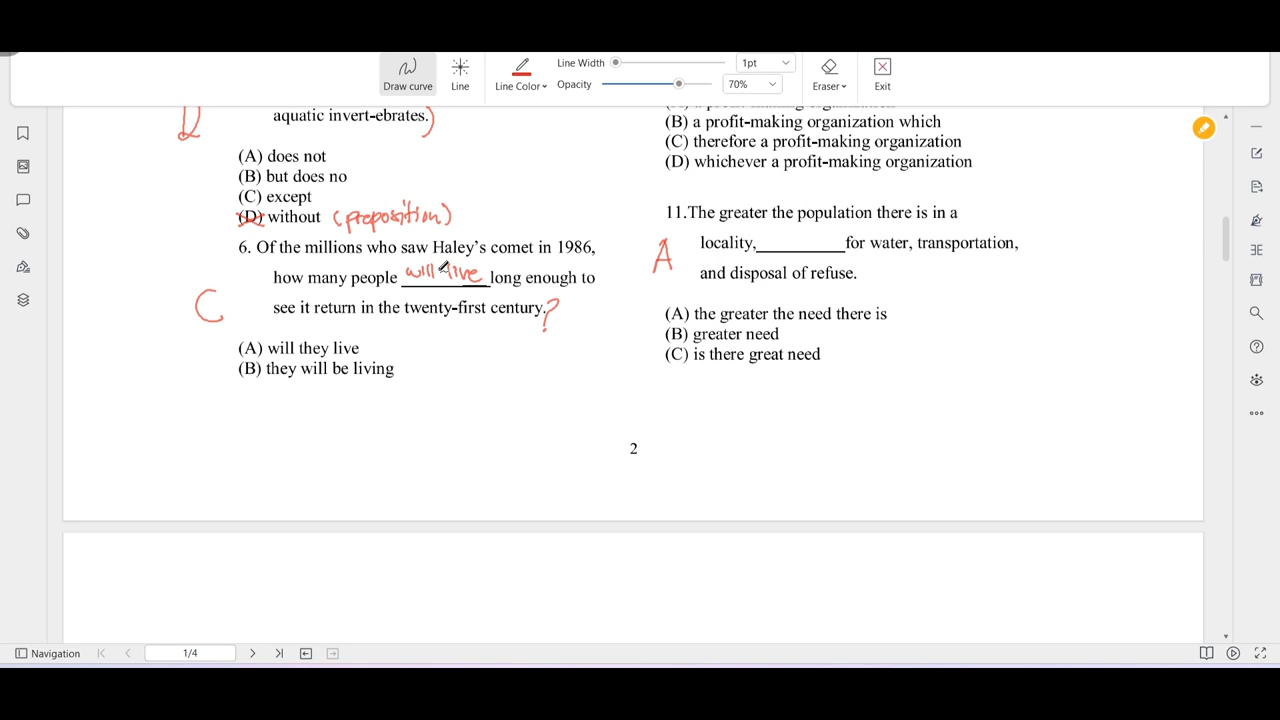 Line Width
1pt
Opacity
70%
Draw curve
Line
Line Color
Eraser
Exit
aquatic invert-ebrates.)
D
(A) does not
(B) but does no
(C) except
(D) without (preposition)
6. Of the millions who saw Haley's comet in 1986,
how many people will live long enough to
see it return in the twenty-first century.?
C
(A) will they live
(B) they will be living
(B) a profit-making organization which
(C) therefore a profit-making organization
(D) whichever a profit-making organization
11.The greater the population there is in a
locality,__________for water, transportation,
and disposal of refuse.
A
(A) the greater the need there is
(B) greater need
(C) is there great need
2
Navigation
1/4